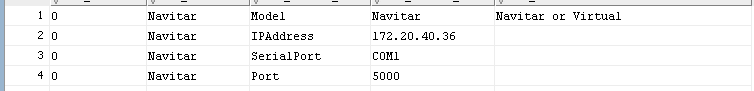 1 0 Navitar Model Navitar Navitar or Virtual
2 0 Navitar IPAddress 172.20.40.36
3 0 Navitar SerialPort COM1
4 0 Navitar Port 5000